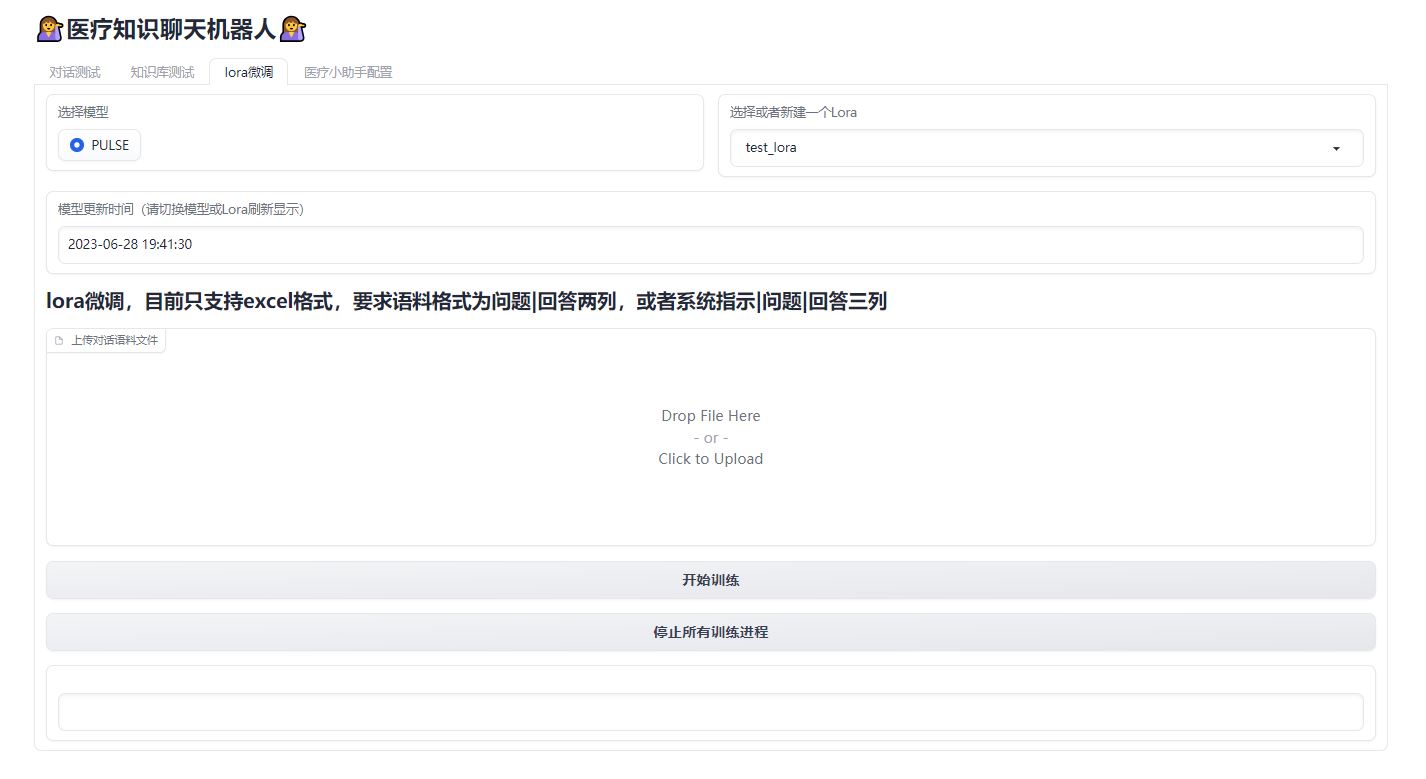 医疗知识聊天机器人
对话测试 知识库测试 lora微调 医疗小助手配置
选择模型
PULSE
选择或者新建一个Lora
test_lora
模型更新时间（请切换模型或Lora刷新显示）
2023-06-28 19:41:30
lora微调，目前只支持excel格式，要求语料格式为问题|回答两列，或者系统指示|问题|回答三列
上传对话语料文件
Drop File Here
- or -
Click to Upload
开始训练
停止所有训练进程